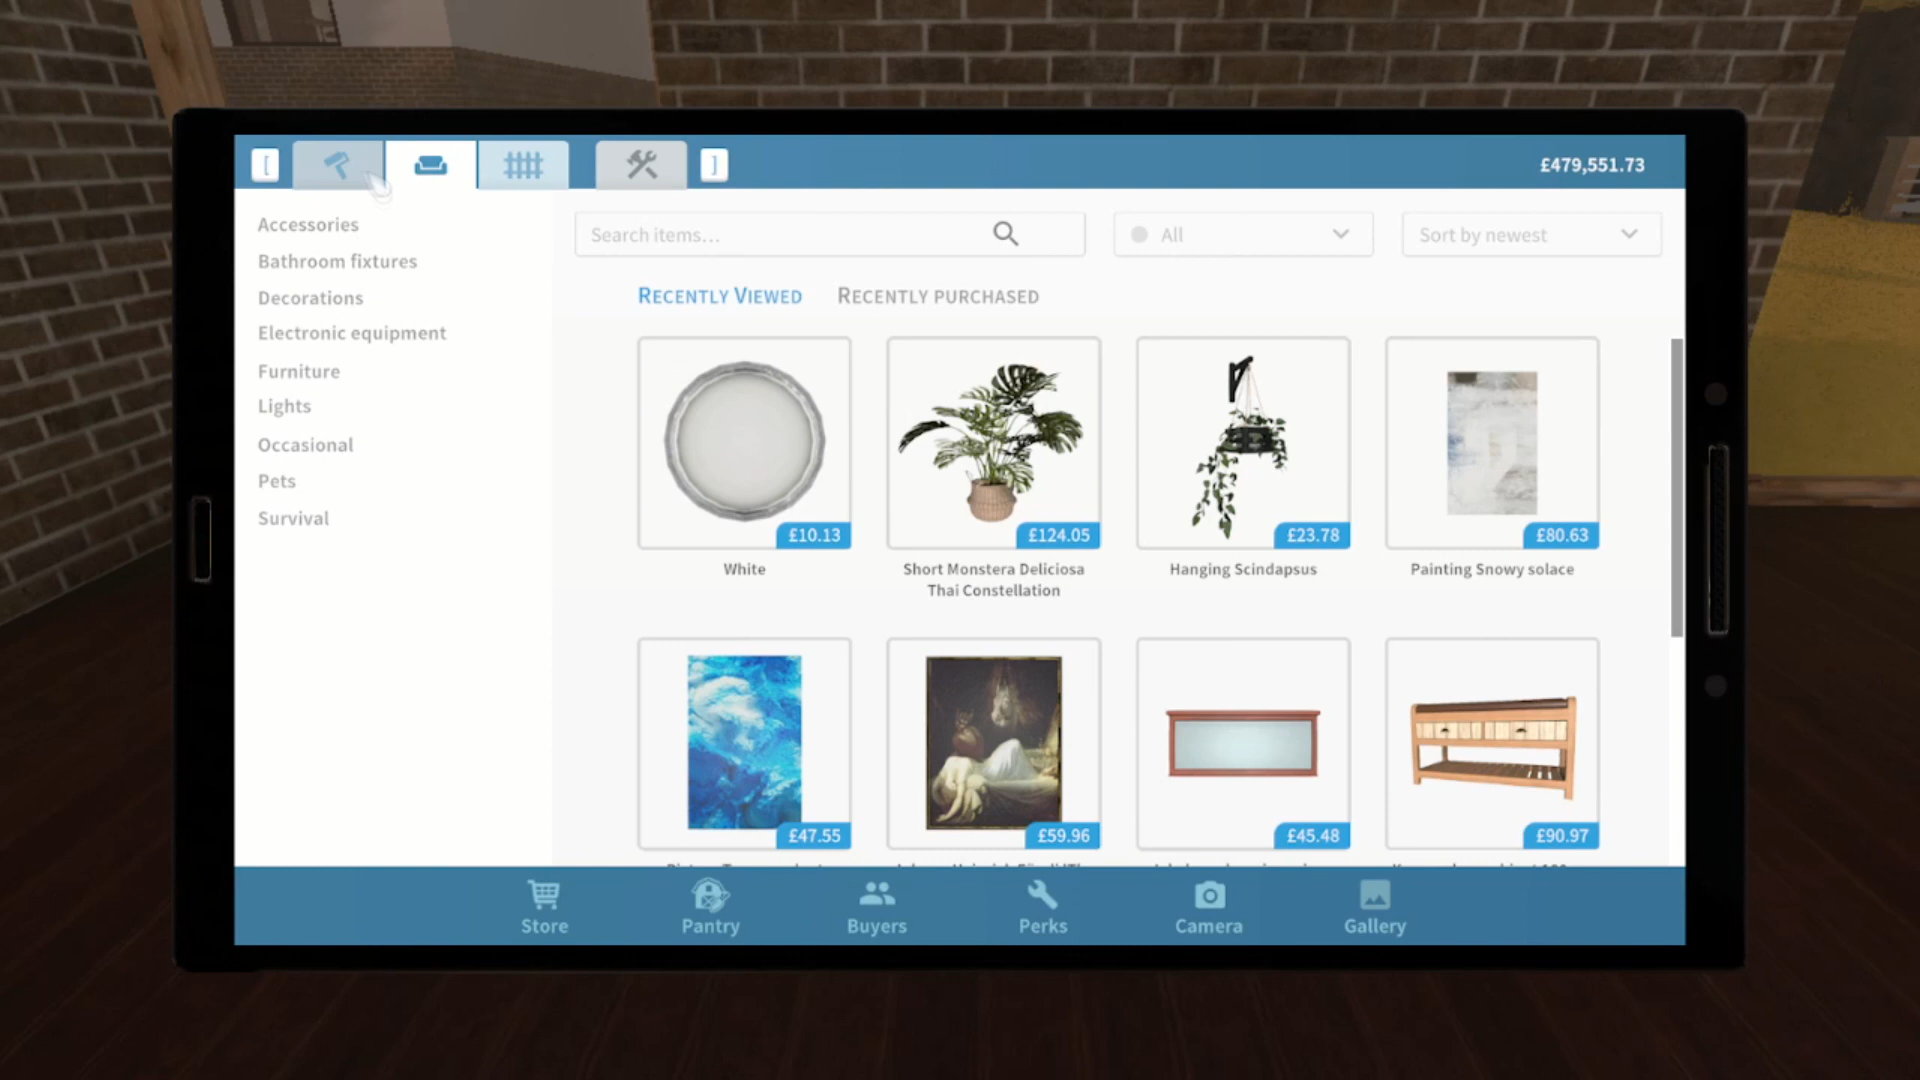 [
]
£479,551.73
Accessories
Bathroom fixtures
Decorations
Electronic equipment
Furniture
Lights
Occasional
Pets
Survival
Search items...
All
Sort by newest
RECENTLY VIEWED
RECENTLY PURCHASED
£10.13
£124.05
£23.78
£80.63
White
Short Monstera Deliciosa
Thai Constellation
Hanging Scindapsus
Painting Snowy solace
£47.55
£59.96
£45.48
£90.97
Store
Pantry
Buyers
Perks
Camera
Gallery